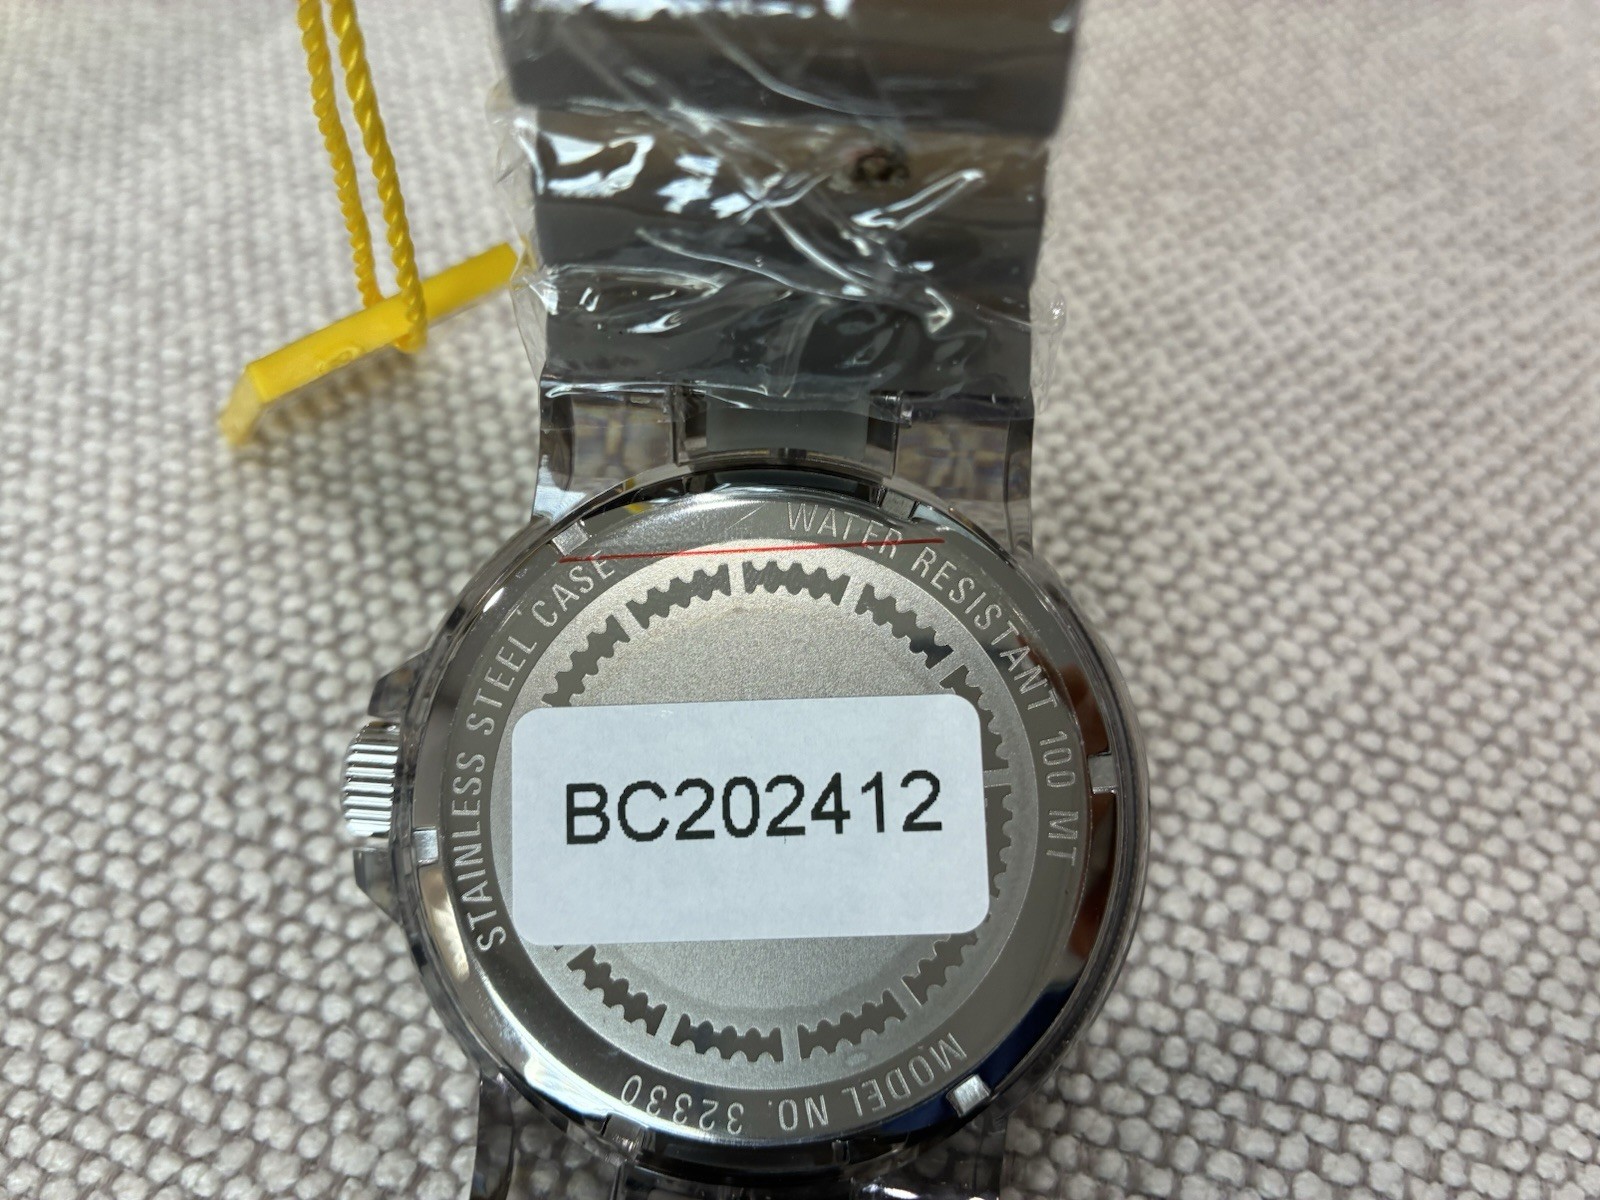 STAINLESS STEEL CASE
WATER RESISTANT 100 MT
BC202412
MODEL NO. 32330